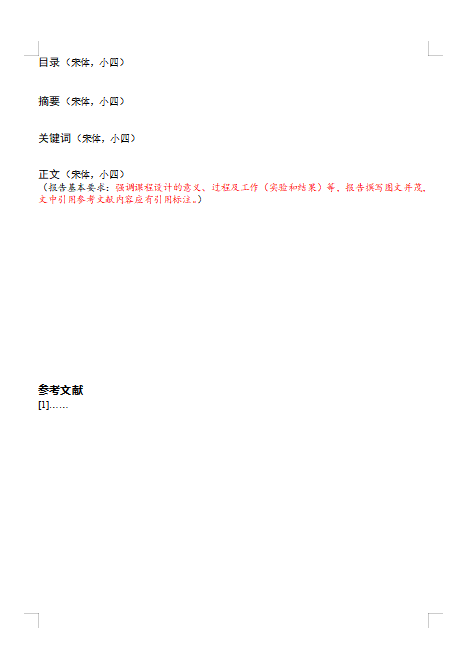 目录（宋体，小四）
摘要（宋体，小四）
关键词（宋体，小四）
正文（宋体，小四）
（报告基本要求：强调课程设计的意义、过程及工作（实验和结果）等、报告撰写图文并茂，
文中引用参考文献内容应有引用标注。）
参考文献
[1]……